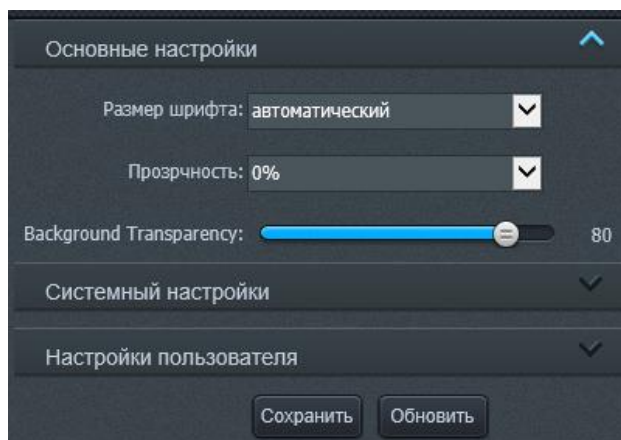 Основные настройки
Размер шрифта: автоматический
Прозрчность: 0%
Background Transparency: 80
Системный настройки
Настройки пользователя
Сохранить Обновить